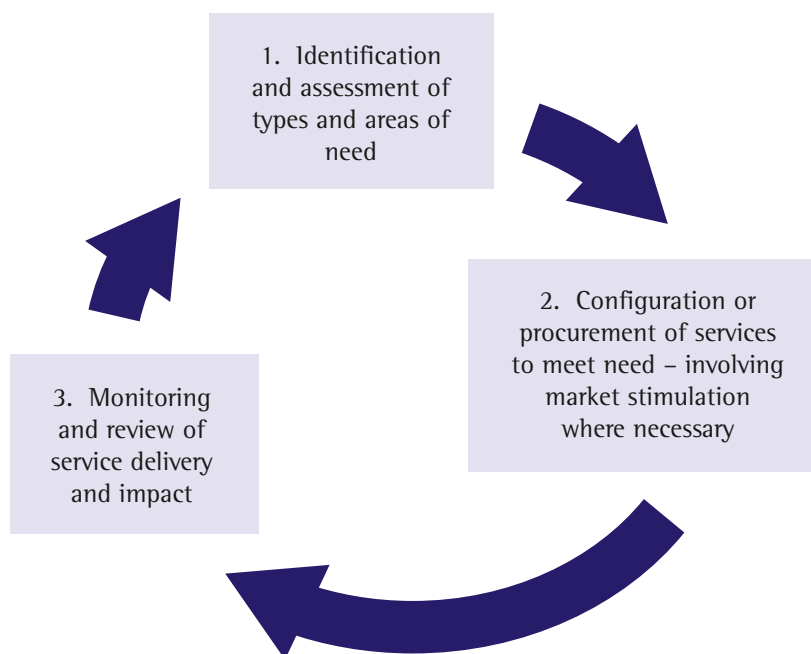 1. Identification
and assessment of
types and areas of
need
2. Configuration or
procurement of services
to meet need – involving
market stimulation
where necessary
3. Monitoring
and review of
service delivery
and impact